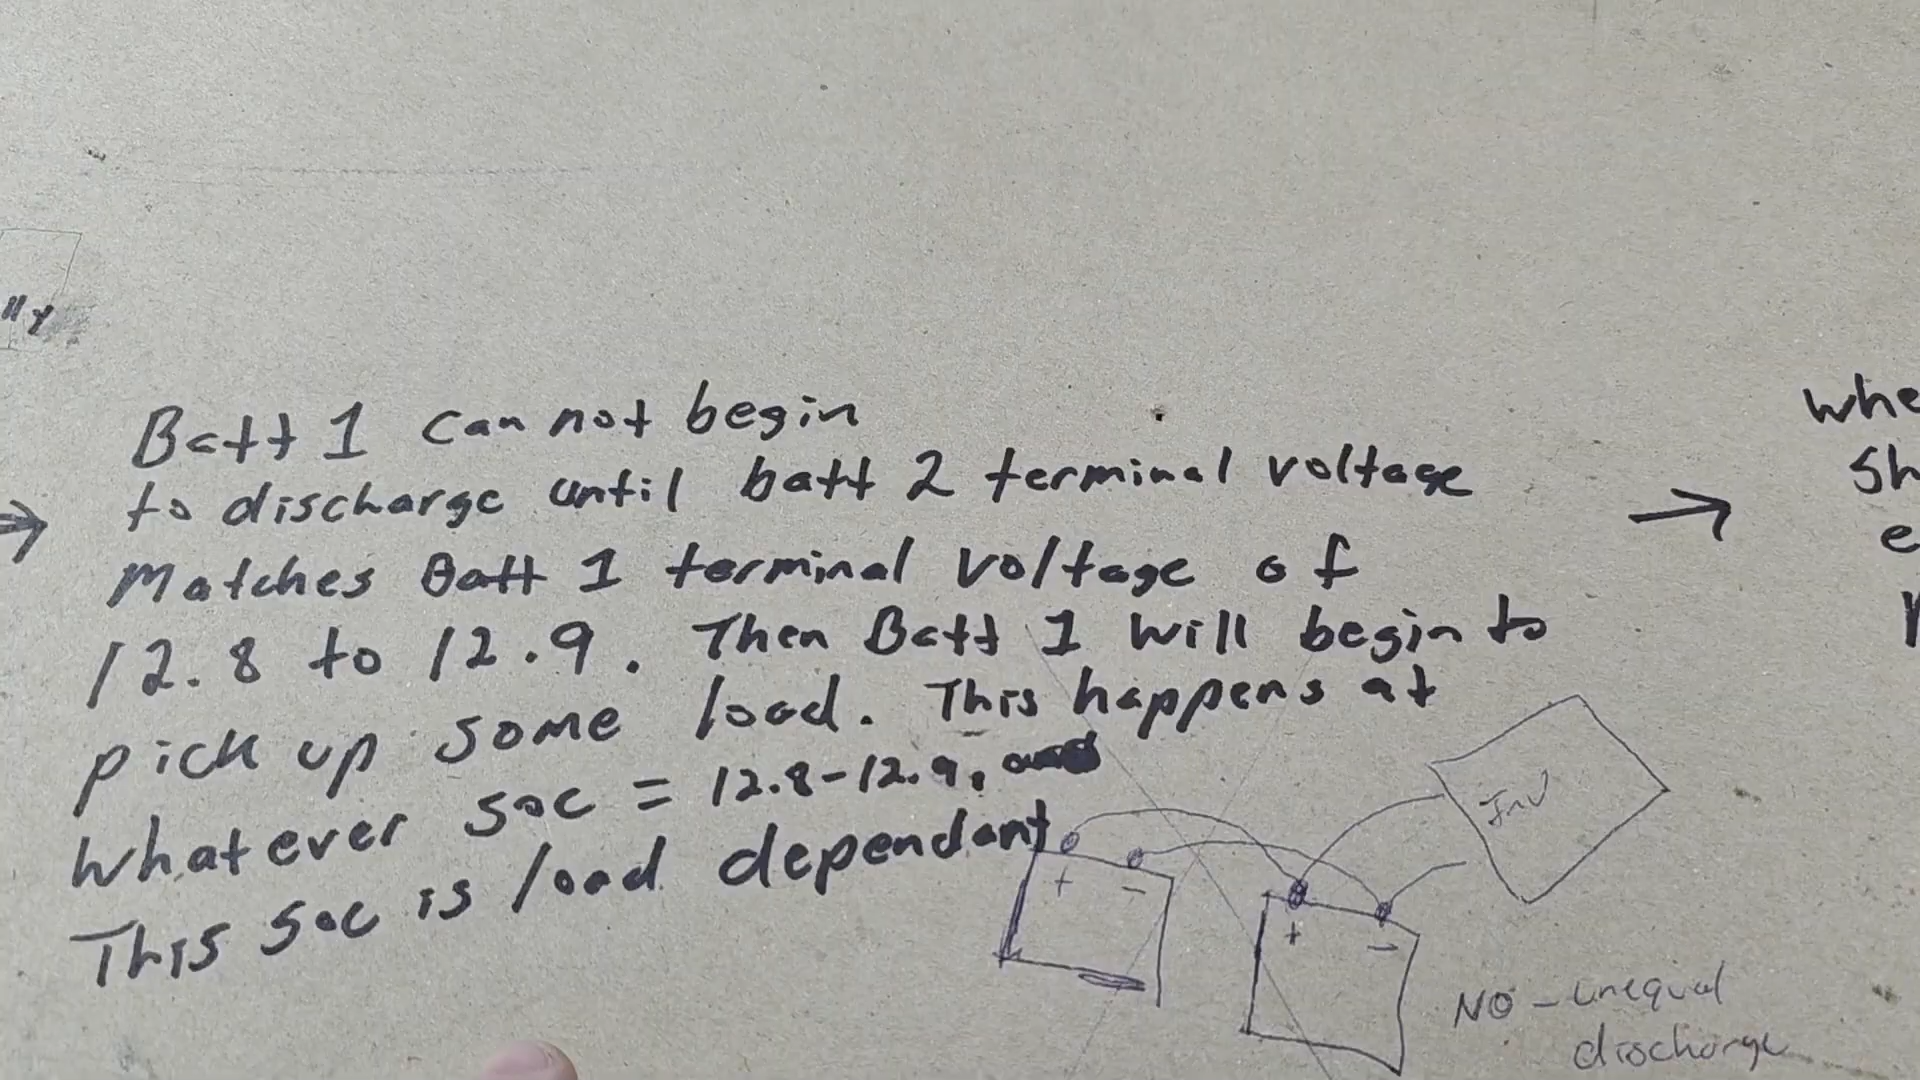 "y
Batt 1 can not begin
to discharge until batt 2 terminal voltage
Matches Batt 1 terminal voltage of
12.8 to 12.9. Then Batt 1 will begin to
pick up some load. This happens at
whatever soc = 12.8-12.9,
This soc is load dependant
whe
sh
e
Inv
+ -
+ -
NO - unequal
discharge